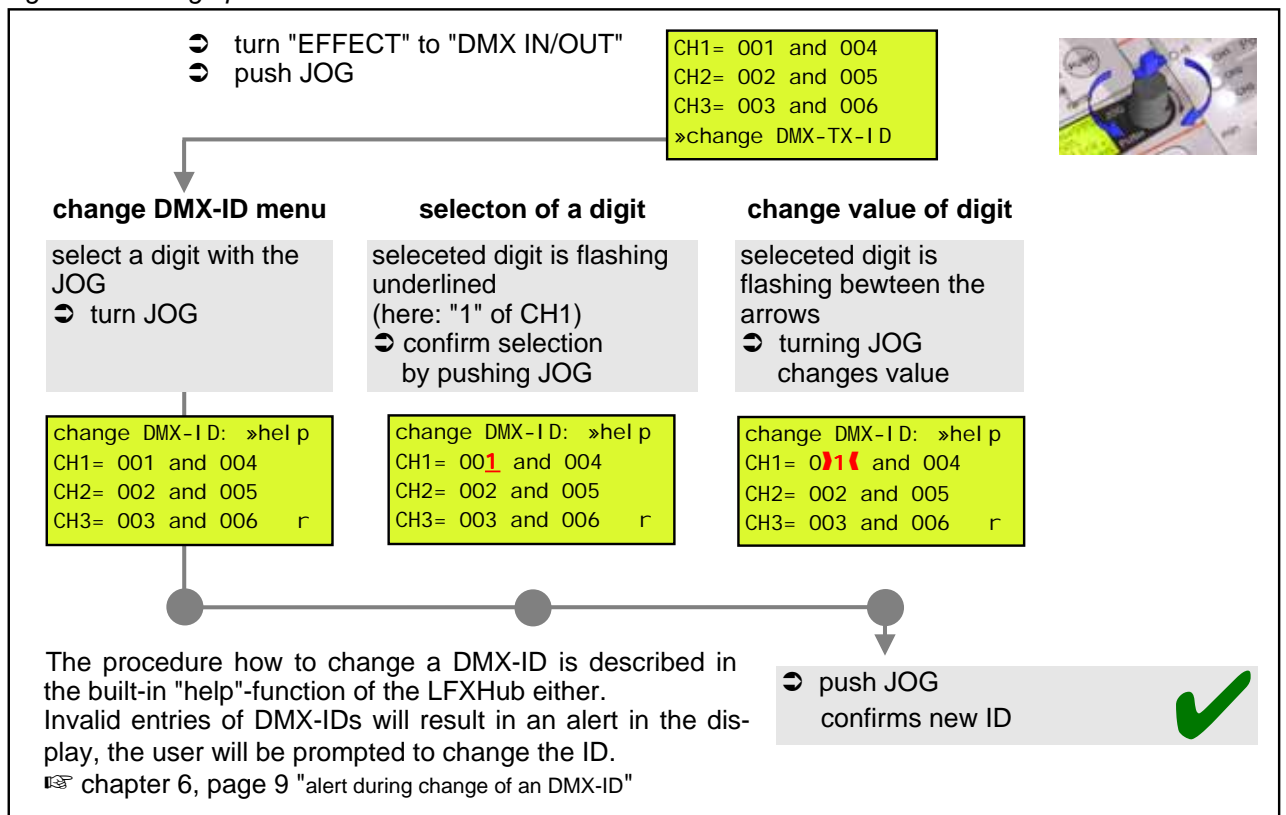 ➲ turn "EFFECT" to "DMX IN/OUT"
➲ push JOG
CH1= 001 and 004
CH2= 002 and 005
CH3= 003 and 006
»change DMX-TX-ID
change DMX-ID menu
select a digit with the
JOG
➲ turn JOG
change DMX-ID: »help
CH1= 001 and 004
CH2= 002 and 005
CH3= 003 and 006 r
selecton of a digit
seleceted digit is flashing
underlined
(here: "1" of CH1)
➲ confirm selection
by pushing JOG
change DMX-ID: »help
CH1= 001 and 004
CH2= 002 and 005
CH3= 003 and 006 r
change value of digit
seleceted digit is
flashing bewteen the
arrows
➲ turning JOG
changes value
change DMX-ID: »help
CH1= 0❫1❪ and 004
CH2= 002 and 005
CH3= 003 and 006 r
The procedure how to change a DMX-ID is described in
the built-in "help"-function of the LFXHub either.
Invalid entries of DMX-IDs will result in an alert in the dis-
play, the user will be prompted to change the ID.
☞ chapter 6, page 9 "alert during change of an DMX-ID"
➲ push JOG
confirms new ID